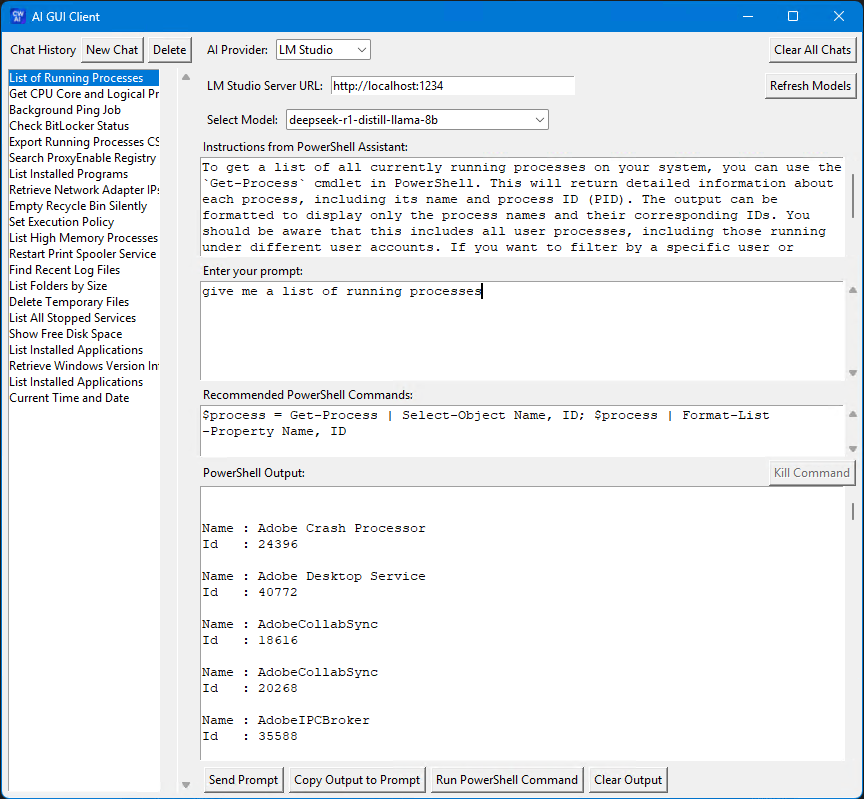 CW AI
AI GUI Client
Chat History New Chat Delete AI Provider: LM Studio Clear All Chats
LM Studio Server URL: http://localhost:1234 Refresh Models
Select Model: deepseek-r1-distill-llama-8b
List of Running Processes
Get CPU Core and Logical Pr
Background Ping Job
Check BitLocker Status
Export Running Processes CS
Search ProxyEnable Registry
List Installed Programs
Retrieve Network Adapter IPs
Empty Recycle Bin Silently
Set Execution Policy
List High Memory Processes
Restart Print Spooler Service
Find Recent Log Files
List Folders by Size
Delete Temporary Files
List All Stopped Services
Show Free Disk Space
List Installed Applications
Retrieve Windows Version In
List Installed Applications
Current Time and Date
Instructions from PowerShell Assistant:
To get a list of all currently running processes on your system, you can use the
`Get-Process` cmdlet in PowerShell. This will return detailed information about
each process, including its name and process ID (PID). The output can be
formatted to display only the process names and their corresponding IDs. You
should be aware that this includes all user processes, including those running
under different user accounts. If you want to filter by a specific user or
Enter your prompt:
give me a list of running processes
Recommended PowerShell Commands:
$process = Get-Process | Select-Object Name, ID; $process | Format-List
-Property Name, ID
PowerShell Output: Kill Command
Name : Adobe Crash Processor
Id : 24396
Name : Adobe Desktop Service
Id : 40772
Name : AdobeCollabSync
Id : 18616
Name : AdobeCollabSync
Id : 20268
Name : AdobeIPCBroker
Id : 35588
Send Prompt Copy Output to Prompt Run PowerShell Command Clear Output